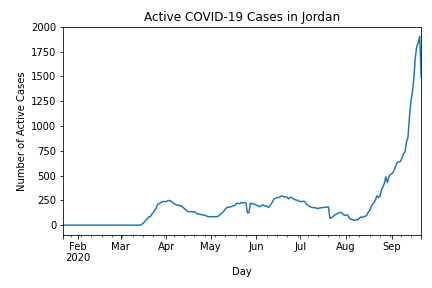 Active COVID-19 Cases in Jordan
Number of Active Cases
2000
1750
1500
1250
1000
750
500
250
0
Feb Mar Apr May Jun Jul Aug Sep
2020
Day